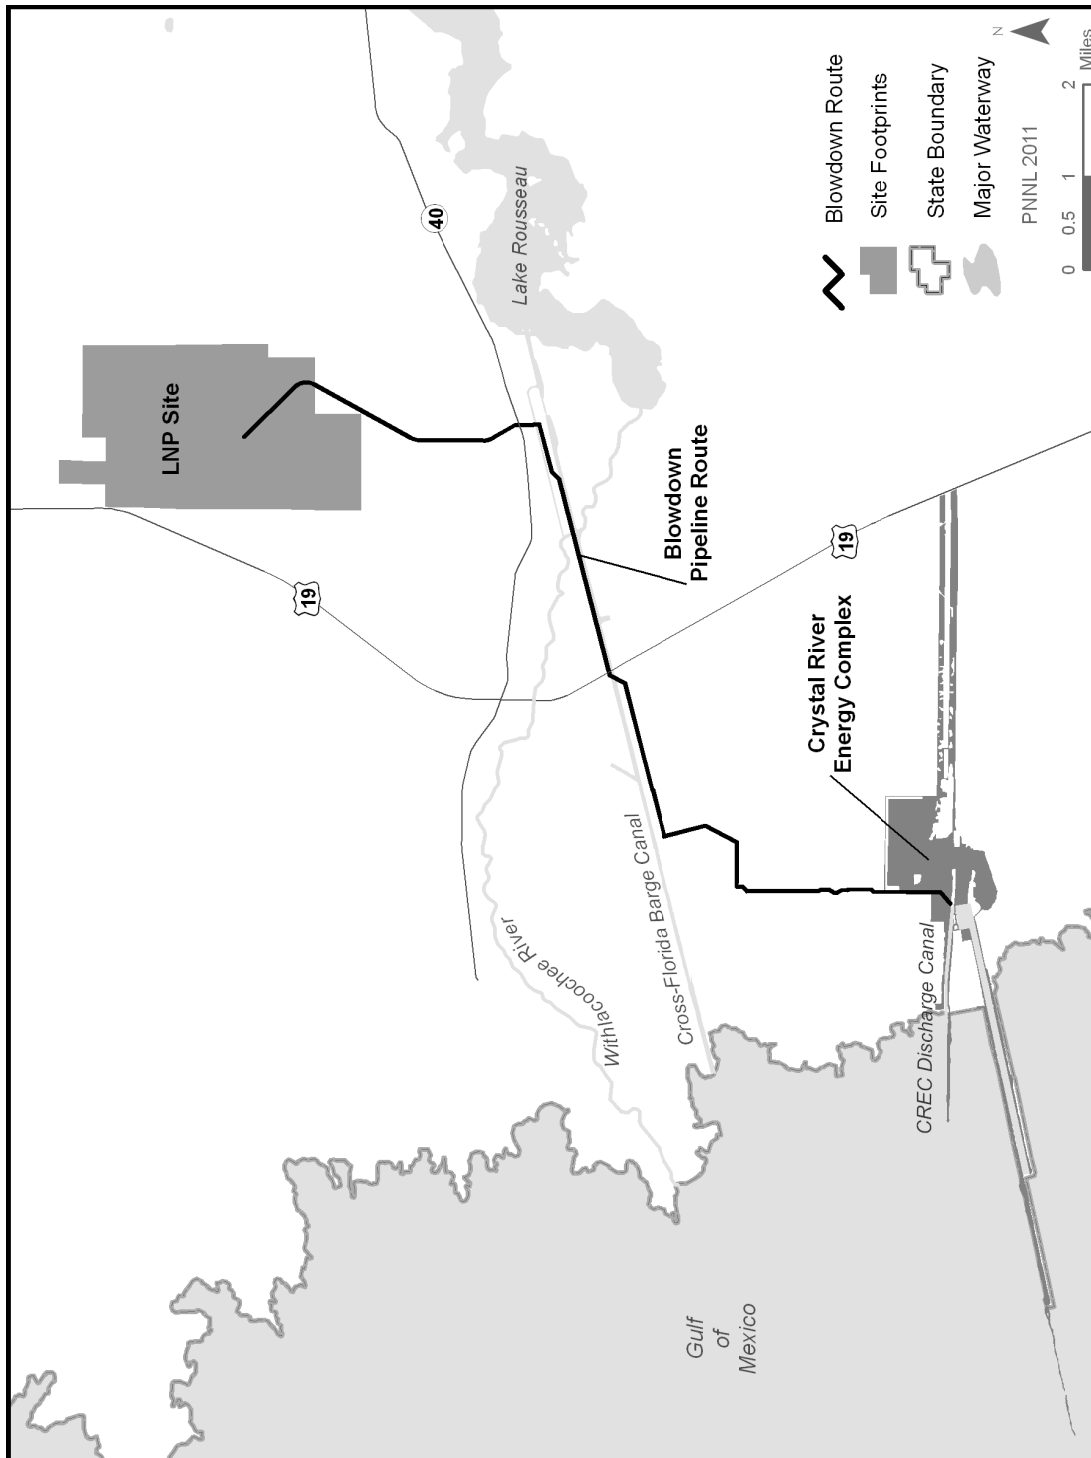 LNP Site
40
19
Lake Rousseau
Blowdown
Pipeline Route
19
Crystal River
Energy Complex
Withlacoochee River
Cross-Florida Barge Canal
CREC Discharge Canal
Gulf
of
Mexico
N
Blowdown Route
Site Footprints
State Boundary
Major Waterway
PNNL 2011
0 0.5 1 2
Miles